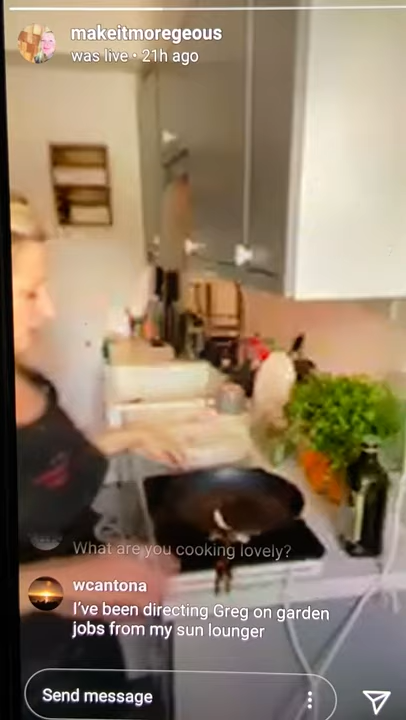 makeitmoregeous
was live • 21h ago
What are you cooking lovely?
wcantona
I've been directing Greg on garden
jobs from my sun lounger
Send message